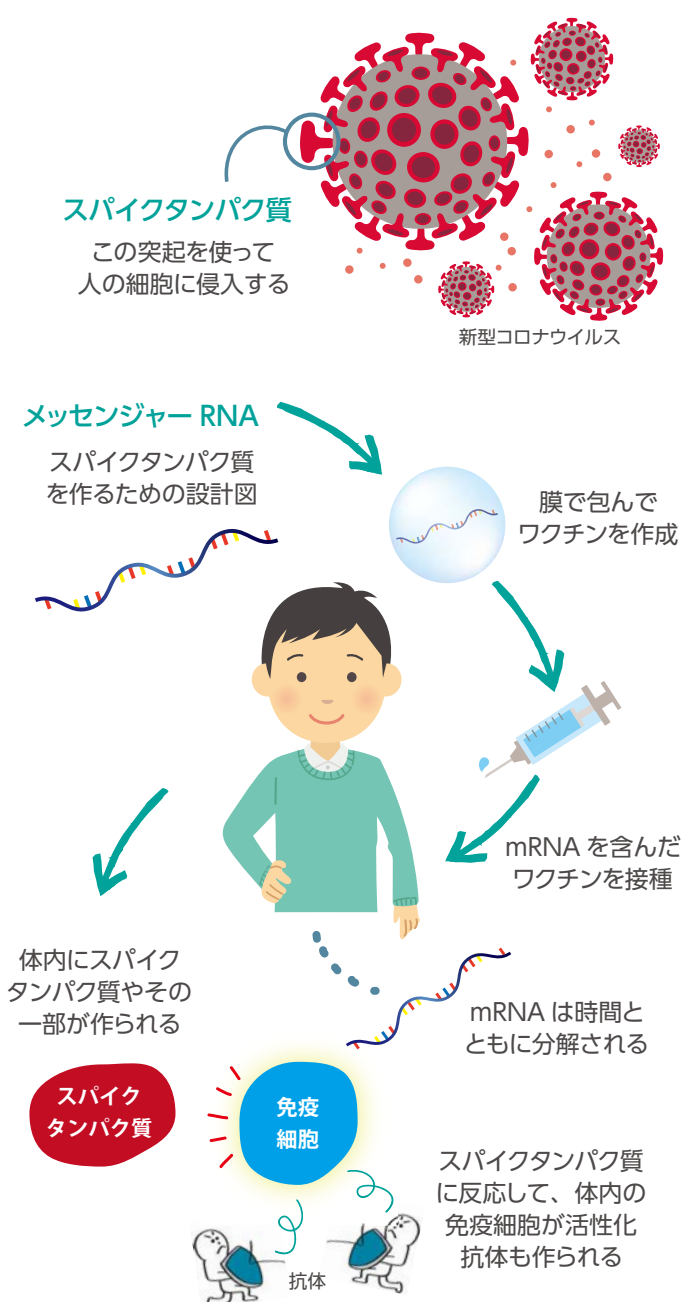 スパイクタンパク質
この突起を使って
人の細胞に侵入する
新型コロナウイルス
メッセンジャー RNA
スパイクタンパク質
を作るための設計図
膜で包んで
ワクチンを作成
mRNA を含んだ
ワクチンを接種
体内にスパイク
タンパク質やその
一部が作られる
mRNA は時間と
ともに分解される
スパイク
タンパク質
免疫
細胞
スパイクタンパク質
に反応して、体内の
免疫細胞が活性化
抗体も作られる
抗体